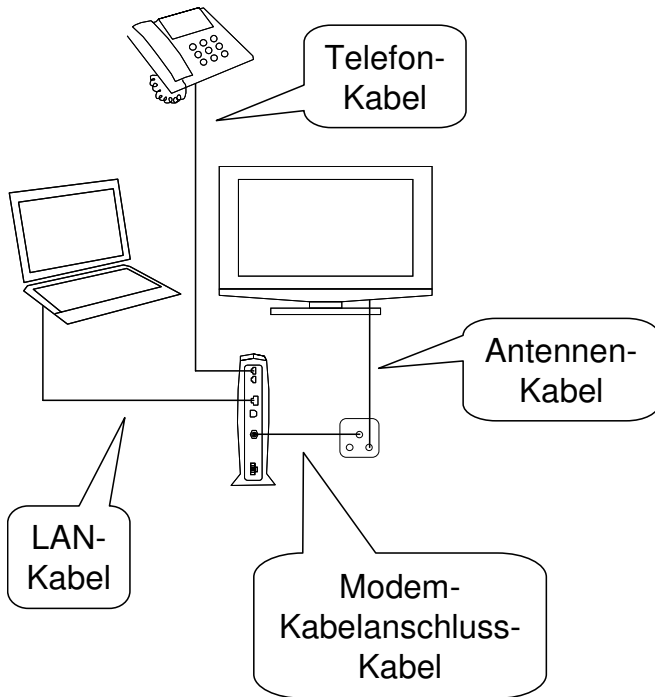 Telefon-
Kabel
Antennen-
Kabel
LAN-
Kabel
Modem-
Kabelanschluss-
Kabel